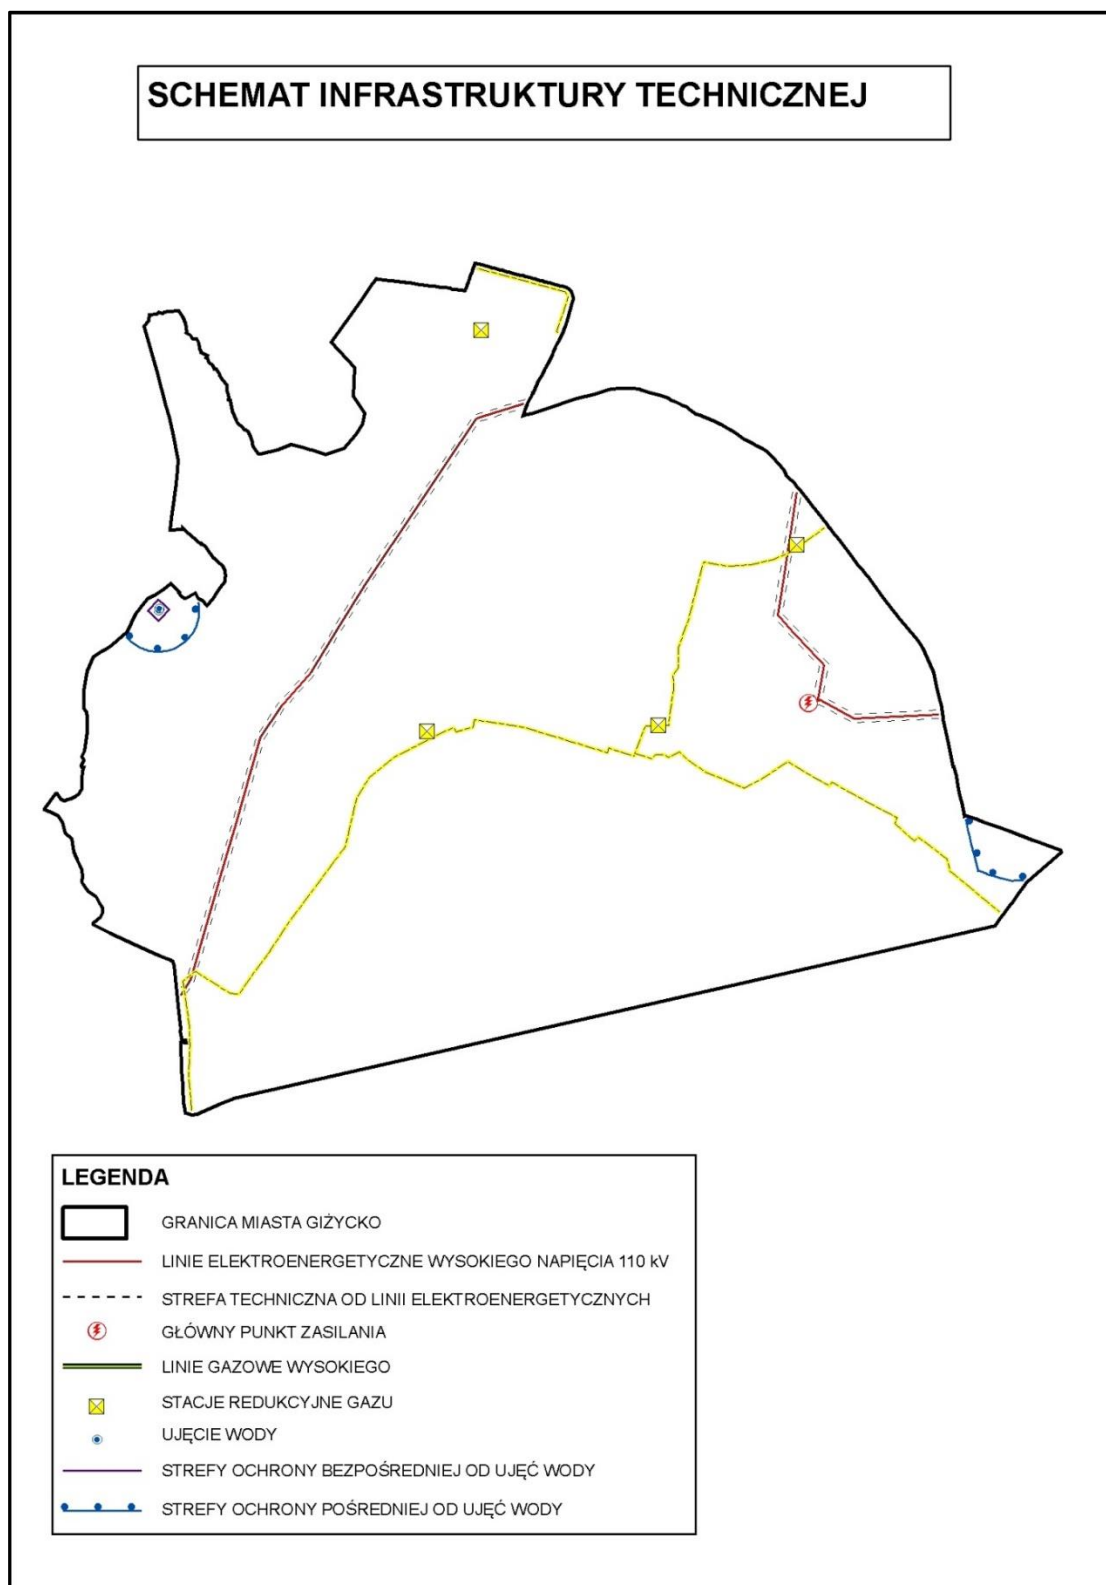 SCHEMAT INFRASTRUKTURY TECHNICZNEJ
LEGENDA
GRANICA MIASTA GIŻYCKO
LINIE ELEKTROENERGETYCZNE WYSOKIEGO NAPIĘCIA 110 kV
STREFA TECHNICZNA OD LINII ELEKTROENERGETYCZNYCH
GŁÓWNY PUNKT ZASILANIA
LINIE GAZOWE WYSOKIEGO
STACJE REDUKCYJNE GAZU
UJĘCIE WODY
STREFY OCHRONY BEZPOŚREDNIEJ OD UJĘĆ WODY
STREFY OCHRONY POŚREDNIEJ OD UJĘĆ WODY